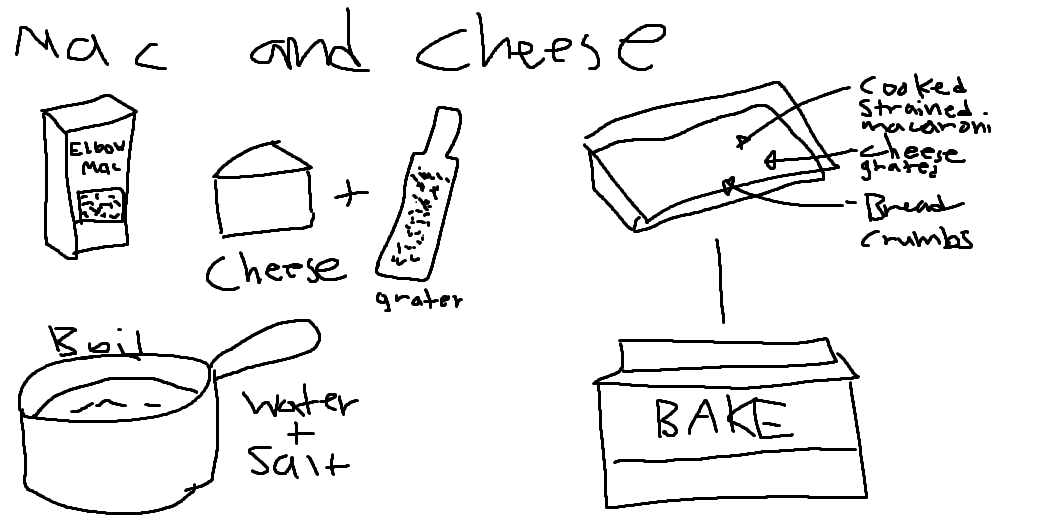 Mac and Cheese
Elbow
Mac
Cheese
+
grater
Boil
Water
+
Salt
Cooked
Strained.
macaroni
cheese
grated
- Bread
crumbs
BAKE